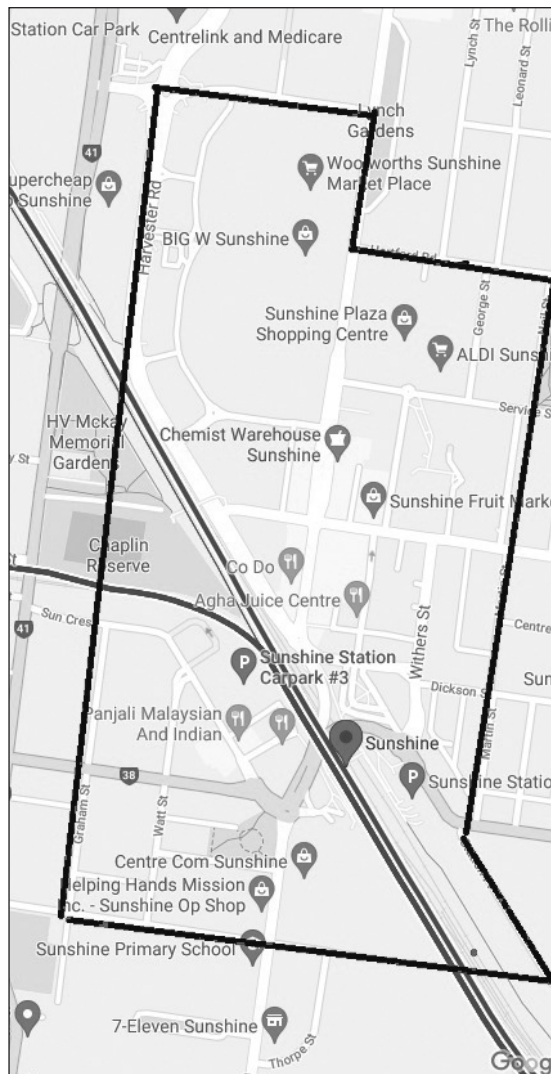 Station Car Park
Centrelink and Medicare
The Rolli
Lynch St
Leonard St
Lynch
Gardens
41
Woolworths Sunshine
Market Place
upercheap
o Sunshine
Harvester Rd
BIG W Sunshine
Hertford Rd
George St
Neil St
Sunshine Plaza
Shopping Centre
ALDI Sunshi
Service S
HV-McKay
Memorial
Gardens
Chemist Warehouse
Sunshine
y St
Sunshine Fruit Marke
Chaplin
Reserve
Co Do
St
Agha Juice Centre
Sun Cres
41
Withers St
Centre
Sunshine Station
Carpark #3
Sun
Dickson S
Panjali Malaysian
And Indian
Martin St
Sunshine
38
Sunshine Statio
Graham St
Watt St
Centre Com Sunshine
Helping Hands Mission
Inc. - Sunshine Op Shop
Sunshine Primary School
7-Eleven Sunshine
Thorpe St
Goog